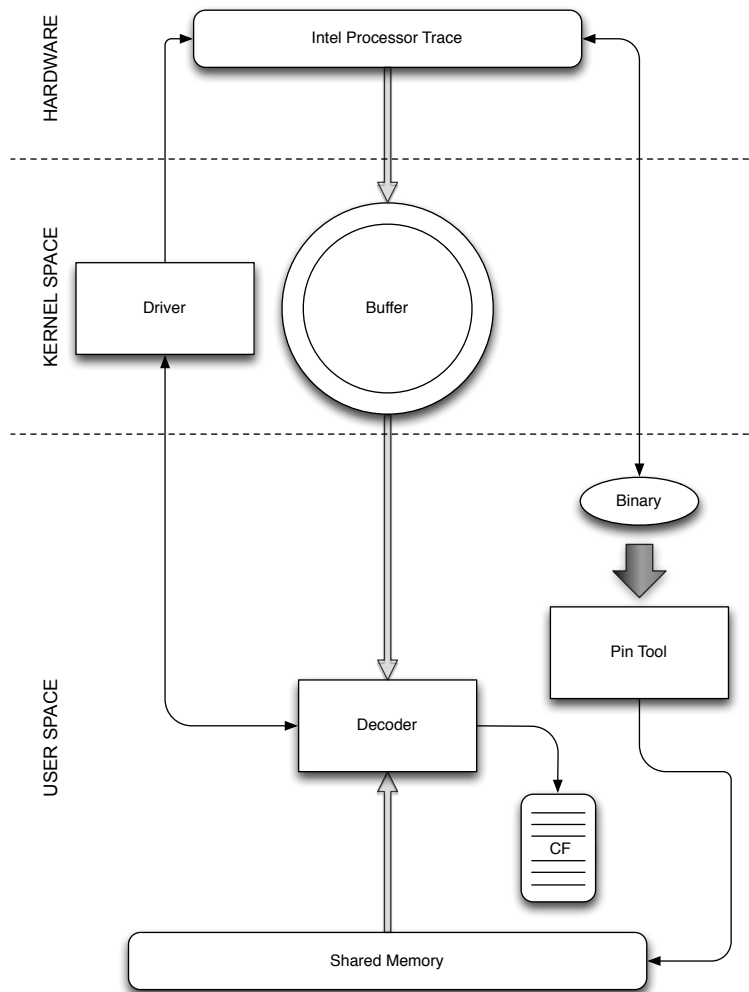 HARDWARE
Intel Processor Trace
KERNEL SPACE
Driver
Buffer
USER SPACE
Binary
Pin Tool
Decoder
CF
Shared Memory